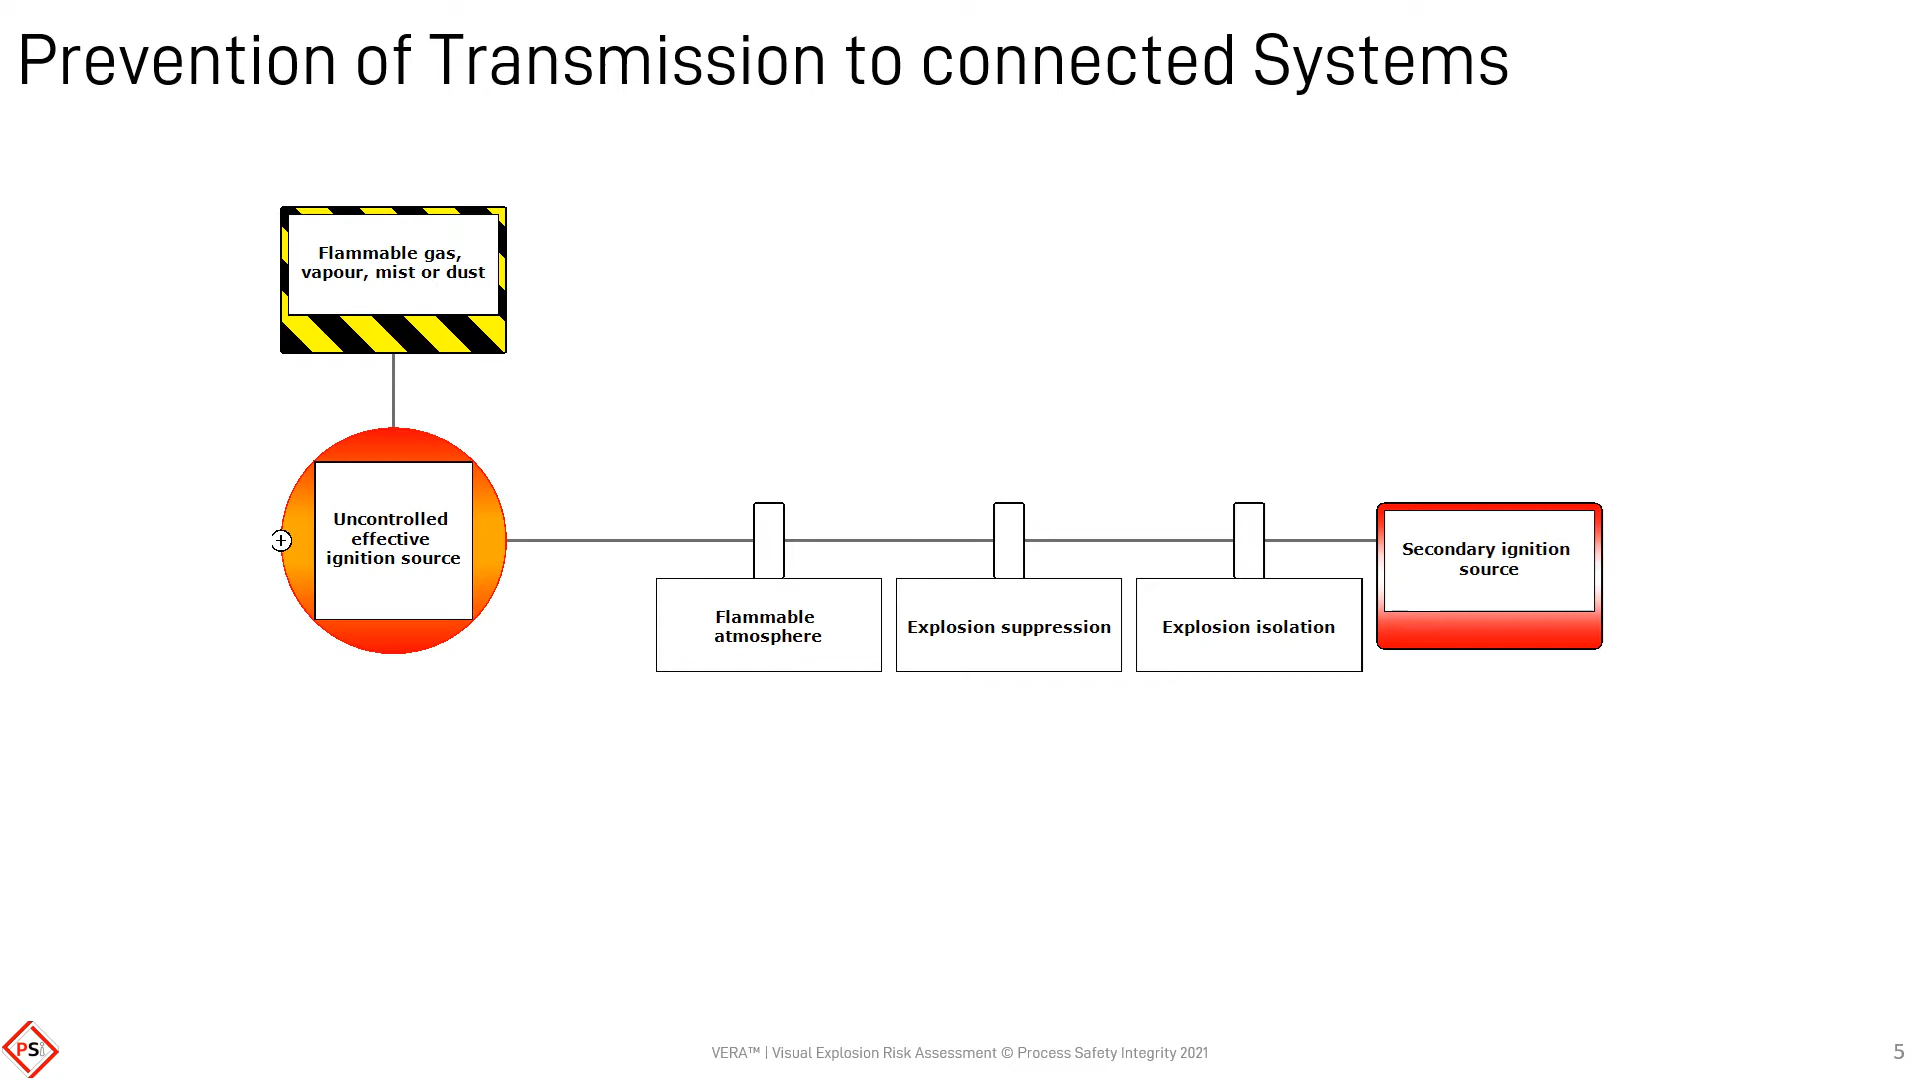 Prevention of Transmission to connected Systems
Flammable gas,
vapour, mist or dust
Uncontrolled
effective
ignition source
Flammable
atmosphere
Explosion suppression
Explosion isolation
Secondary ignition
source
PSi
VERA™ | Visual Explosion Risk Assessment © Process Safety Integrity 2021
5